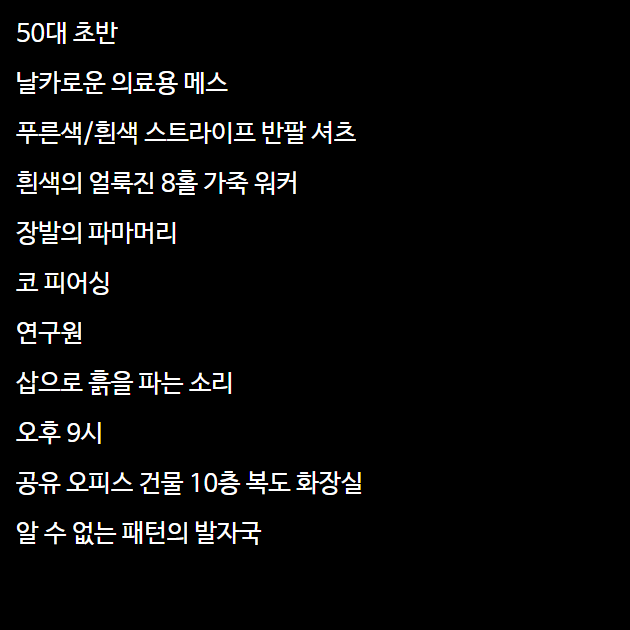 50대 초반
날카로운 의료용 메스
푸른색/흰색 스트라이프 반팔 셔츠
흰색의 얼룩진 8홀 가죽 워커
장발의 파마머리
코 피어싱
연구원
삽으로 흙을 파는 소리
오후 9시
공유 오피스 건물 10층 복도 화장실
알 수 없는 패턴의 발자국